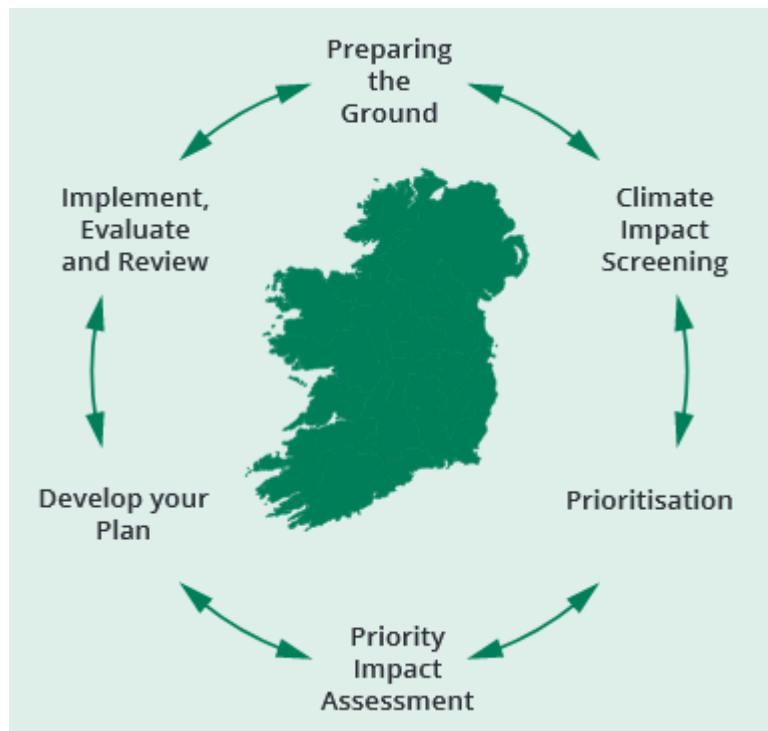 Preparing
the
Ground
Climate
Impact
Screening
Prioritisation
Priority
Impact
Assessment
Develop your
Plan
Implement,
Evaluate
and Review